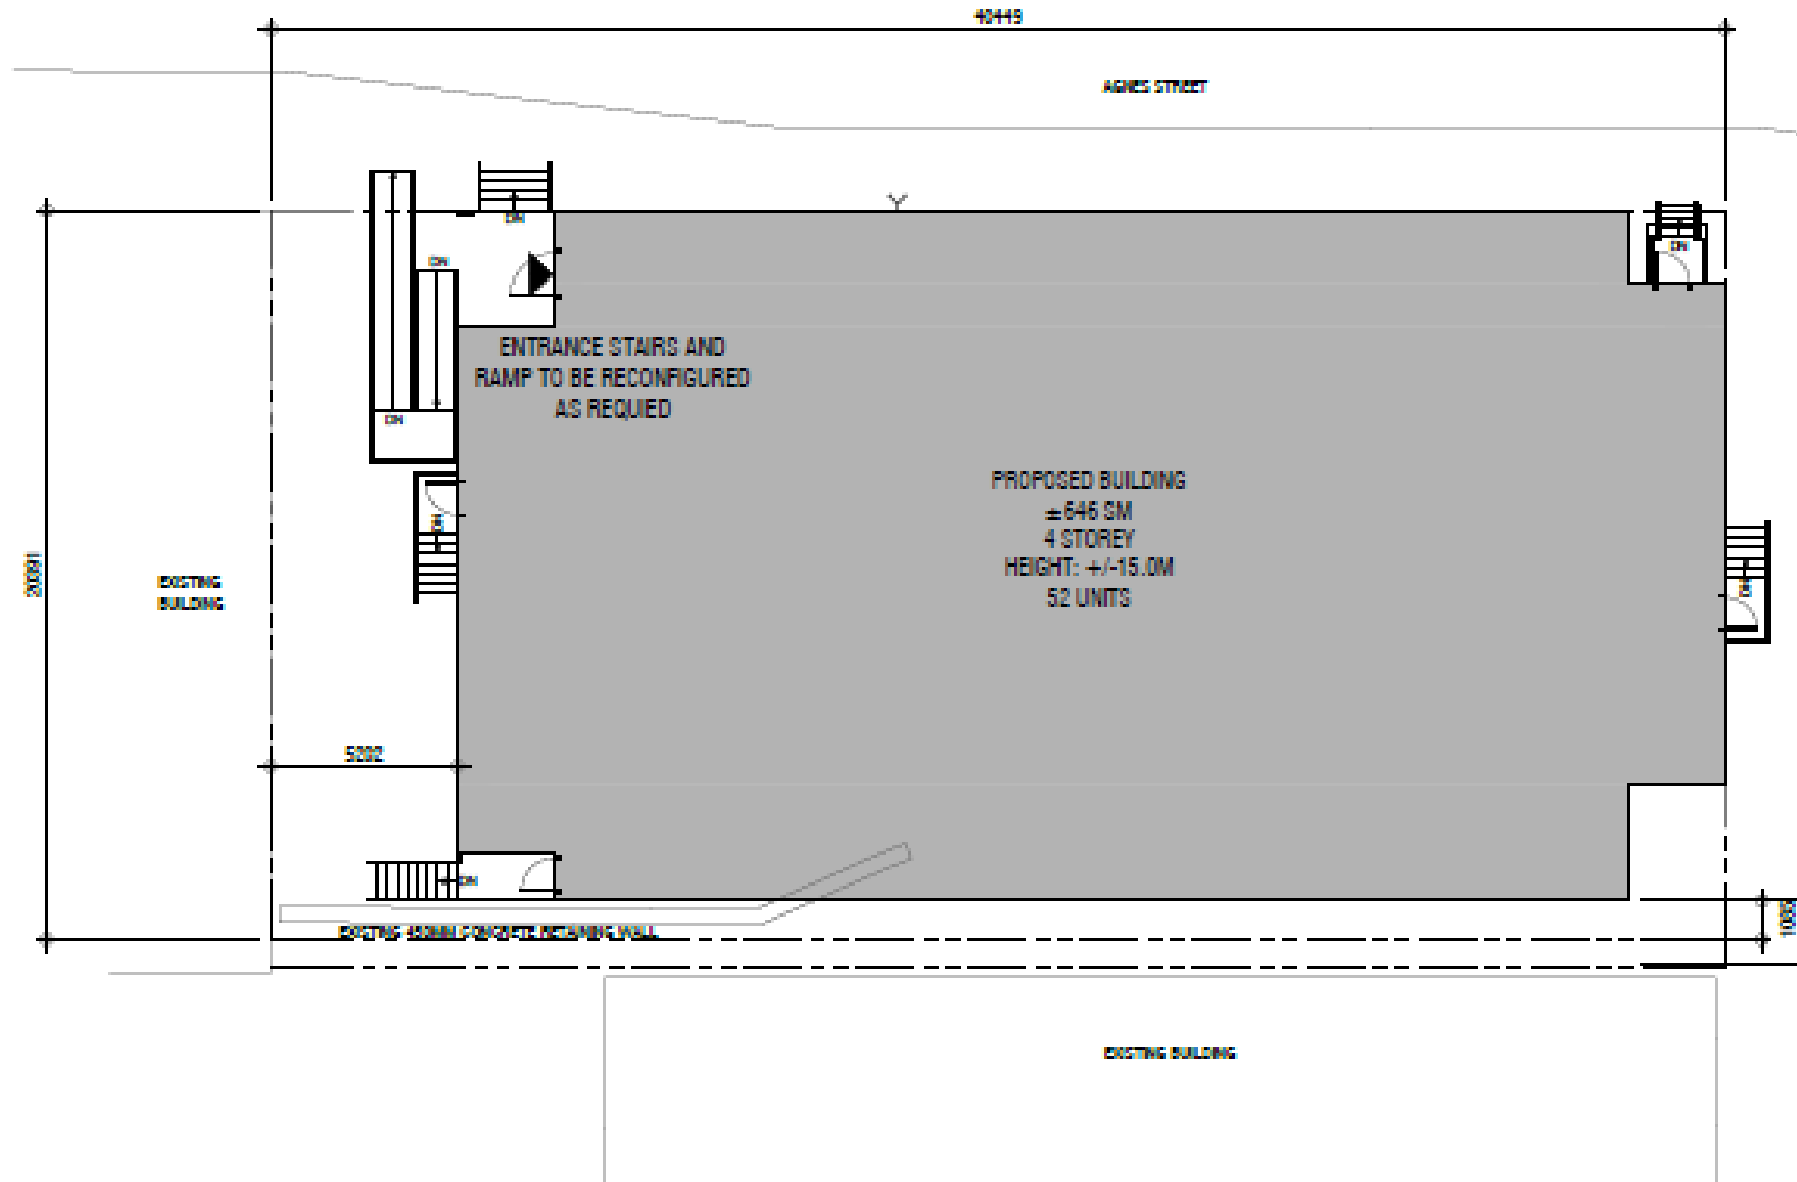 40449
AGNES STREET
DN
DN
DN
ENTRANCE STAIRS AND
RAMP TO BE RECONFIGURED
AS REQUIED
DN
DN
PROPOSED BUILDING
±646 SM
4 STOREY
HEIGHT: +/-15.0M
52 UNITS
DN
EXISTING
BUILDING
5202
DN
EXISTING 450MM CONCRETE RETAINING WALL
EXISTING BUILDING